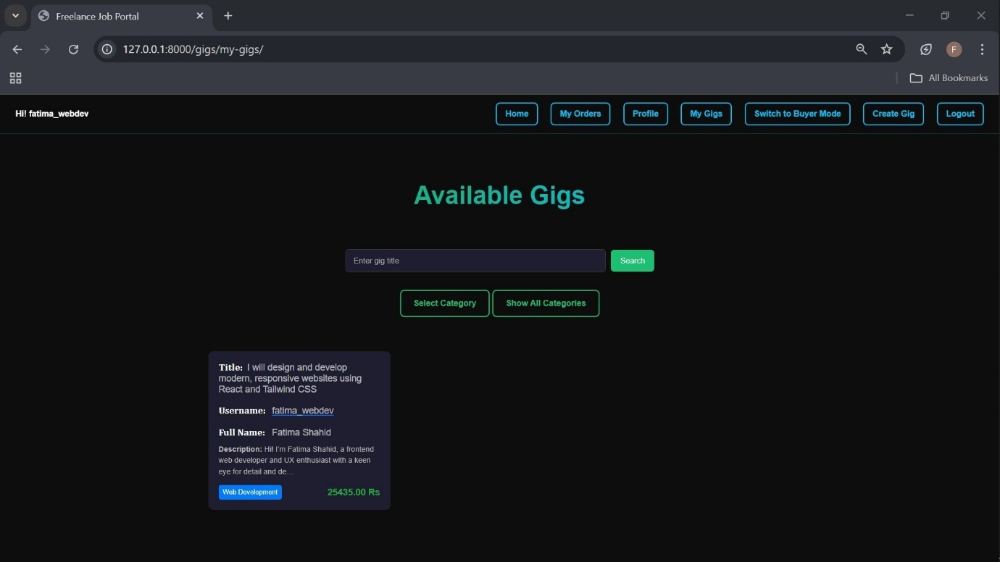 Freelance Job Portal
127.0.0.1:8000/gigs/my-gigs/
F
All Bookmarks
Hi! fatima_webdev
Home
My Orders
Profile
My Gigs
Switch to Buyer Mode
Create Gig
Logout
Available Gigs
Enter gig title
Search
Select Category
Show All Categories
Title: I will design and develop
modern, responsive websites using
React and Tailwind CSS
Username: fatima_webdev
Full Name: Fatima Shahid
Description: Hi! I'm Fatima Shahid, a frontend
web developer and UX enthusiast with a keen
eye for detail and de...
Web Development
25435.00 Rs